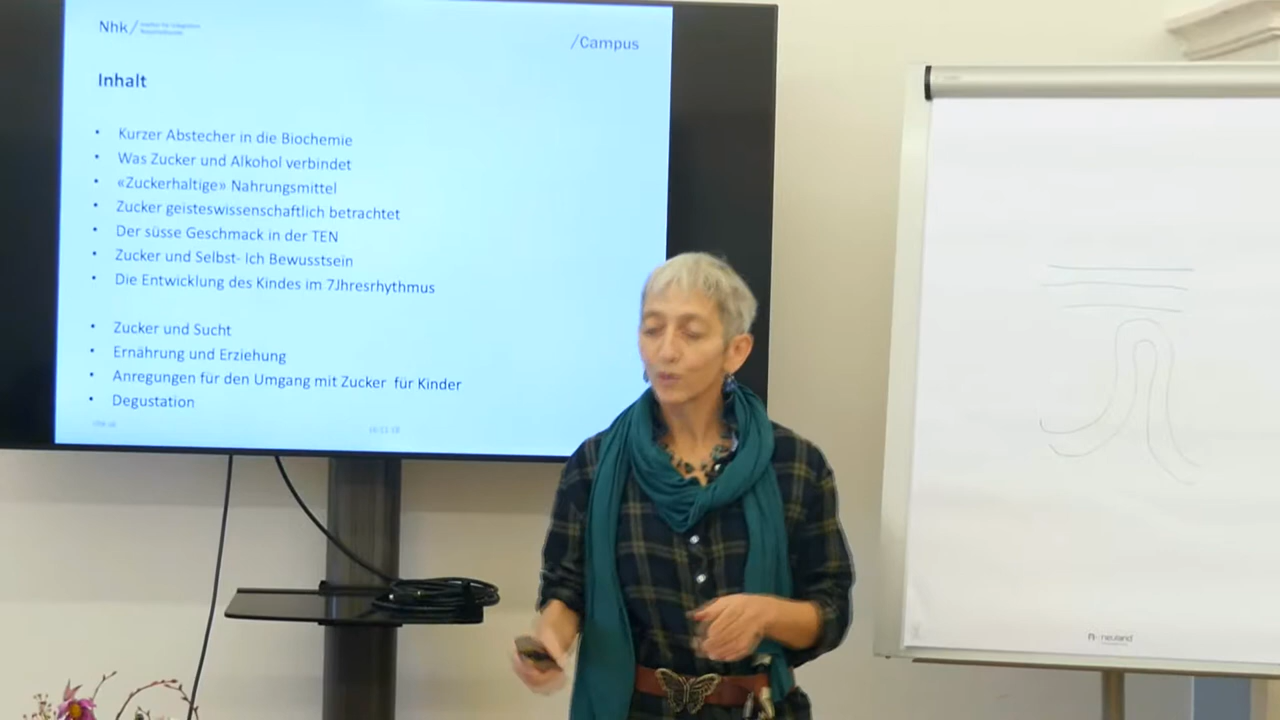 Nhk/
/Campus
Inhalt
• Kurzer Abstecher in die Biochemie
• Was Zucker und Alkohol verbindet
• «Zuckerhaltige» Nahrungsmittel
• Zucker geisteswissenschaftlich betrachtet
• Der süsse Geschmack in der TEN
• Zucker und Selbst- Ich Bewusstsein
• Die Entwicklung des Kindes im 7Jhresrhythmus
• Zucker und Sucht
• Ernährung und Erziehung
• Anregungen für den Umgang mit Zucker für Kinder
• Degustation
neuland